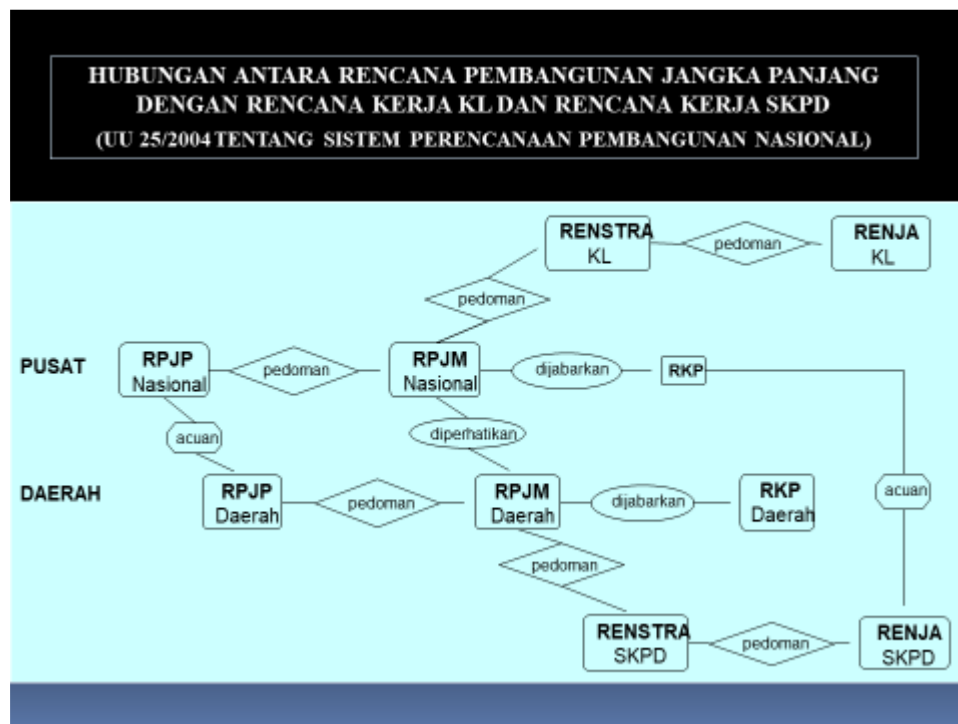 HUBUNGAN ANTARA RENCANA PEMBANGUNAN JANGKA PANJANG
DENGAN RENCANA KERJA KL DAN RENCANA KERJA SKPD
(UU 25/2004 TENTANG SISTEM PERENCANAAN PEMBANGUNAN NASIONAL)
RENSTRA
KL
pedoman
RENJA
KL
pedoman
PUSAT
RPJP
Nasional
pedoman
RPJM
Nasional
dijabarkan
RKP
acuan
diperhatikan
DAERAH
RPJP
Daerah
pedoman
RPJM
Daerah
dijabarkan
RKP
Daerah
acuan
pedoman
RENSTRA
SKPD
pedoman
RENJA
SKPD